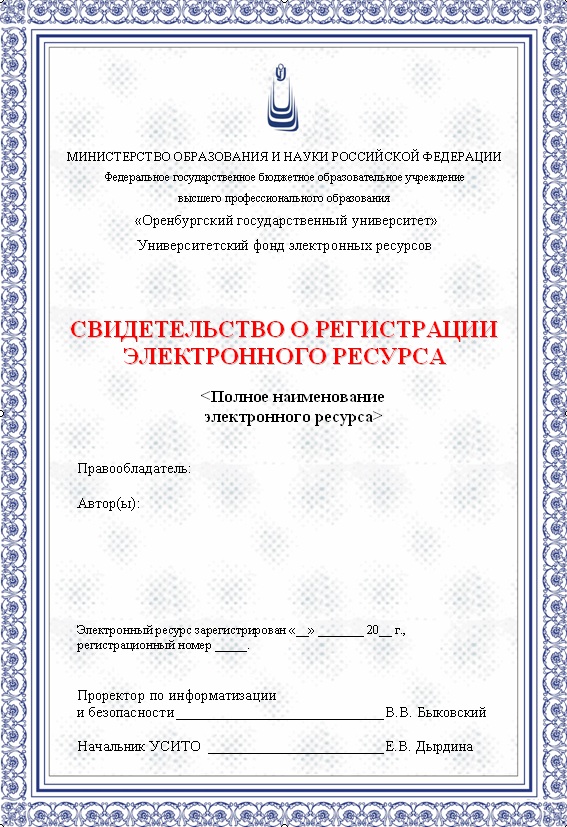 МИНИСТЕРСТВО ОБРАЗОВАНИЯ И НАУКИ РОССИЙСКОЙ ФЕДЕРАЦИИ
Федеральное государственное бюджетное образовательное учреждение
высшего профессионального образования
«Оренбургский государственный университет»
Университетский фонд электронных ресурсов
СВИДЕТЕЛЬСТВО О РЕГИСТРАЦИИ
ЭЛЕКТРОННОГО РЕСУРСА
<Полное наименование
электронного ресурса>
Правообладатель:
Автор(ы):
Электронный ресурс зарегистрирован «__» _______ 20__ г.,
регистрационный номер _____.
Проректор по информатизации
и безопасности__________________________В.В. Быковский
Начальник УСИТО ______________________Е.В. Дырдина